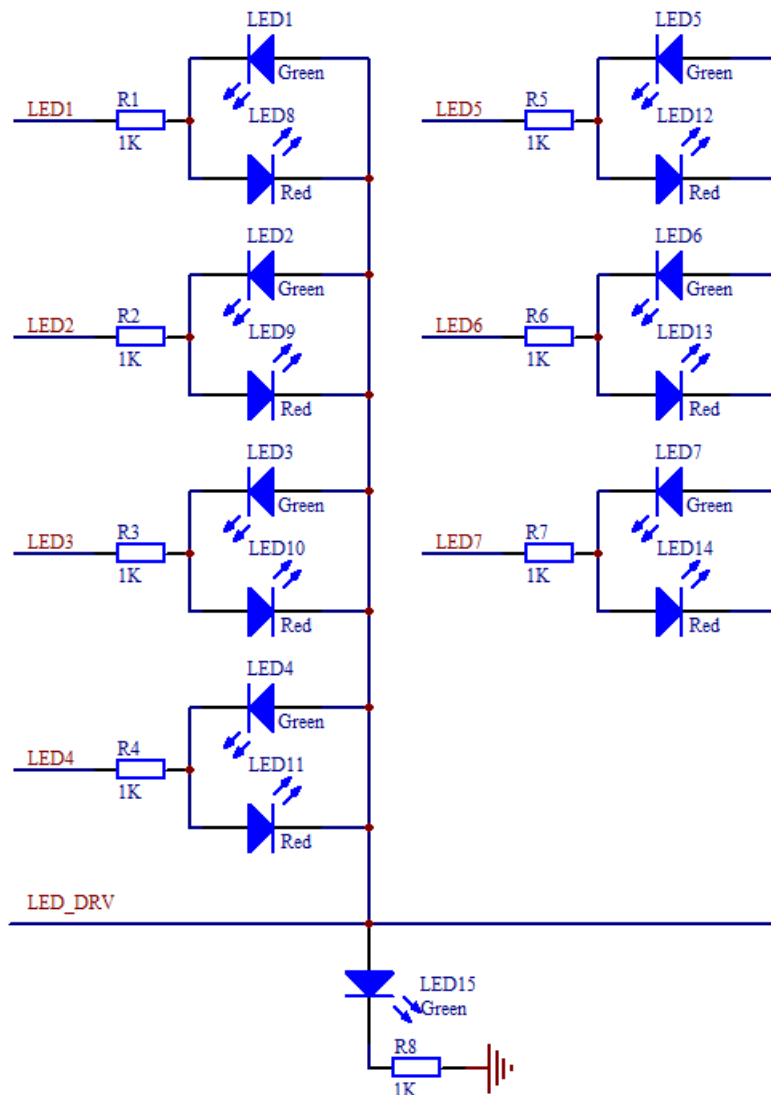 LED1
LED1
R1
Green
LED8
1K
Red
LED2
LED2
R2
Green
LED9
1K
Red
LED3
LED3
R3
Green
LED10
1K
Red
LED4
LED4
R4
Green
LED11
1K
Red
LED5
LED5
R5
Green
LED12
1K
Red
LED6
LED6
R6
Green
LED13
1K
Red
LED7
LED7
R7
Green
LED14
1K
Red
LED_DRV
LED15
Green
R8
1K